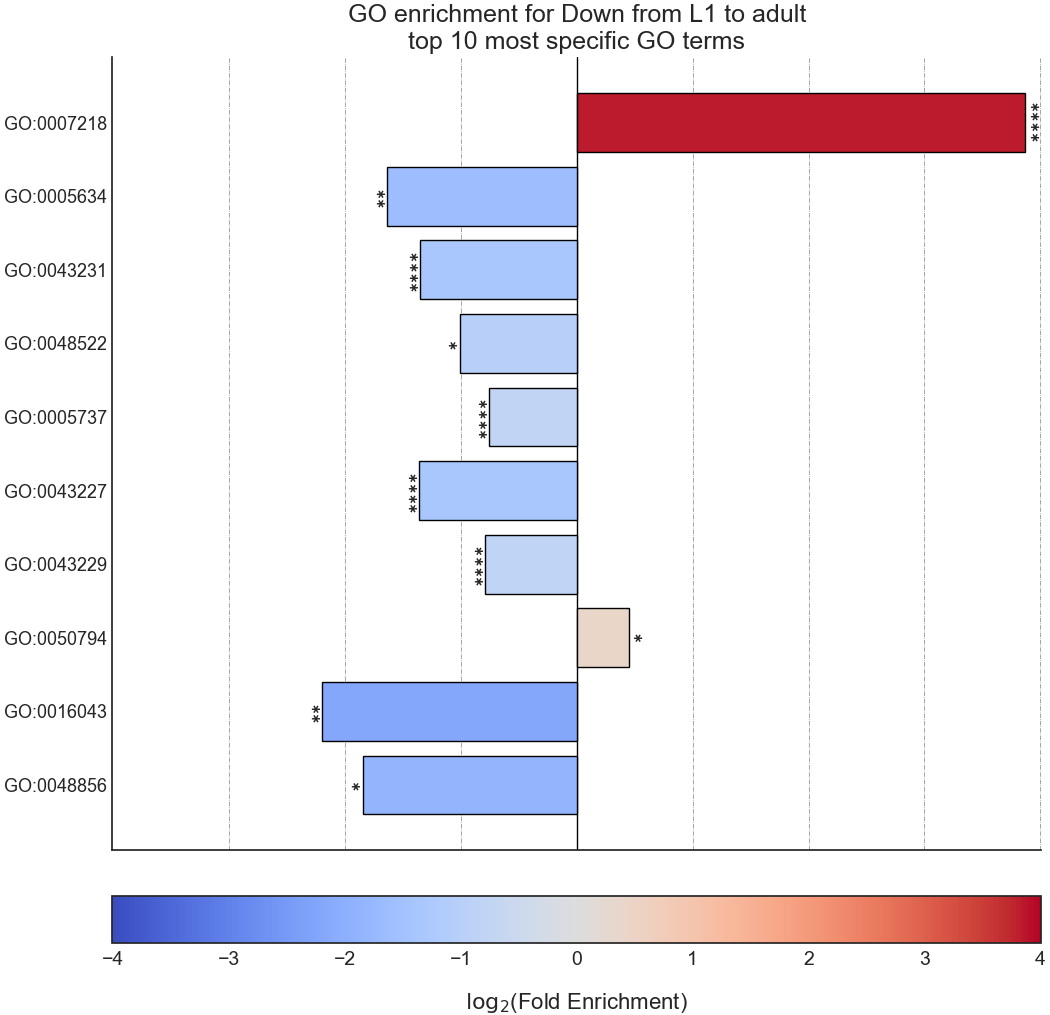 GO enrichment for Down from L1 to adult
top 10 most specific GO terms
GO:0007218
****
GO:0005634
**
GO:0043231
****
GO:0048522
*
GO:0005737
****
GO:0043227
****
GO:0043229
****
GO:0050794
*
GO:0016043
**
GO:0048856
*
−4 −3 −2 −1 0 1 2 3 4
log₂(Fold Enrichment)